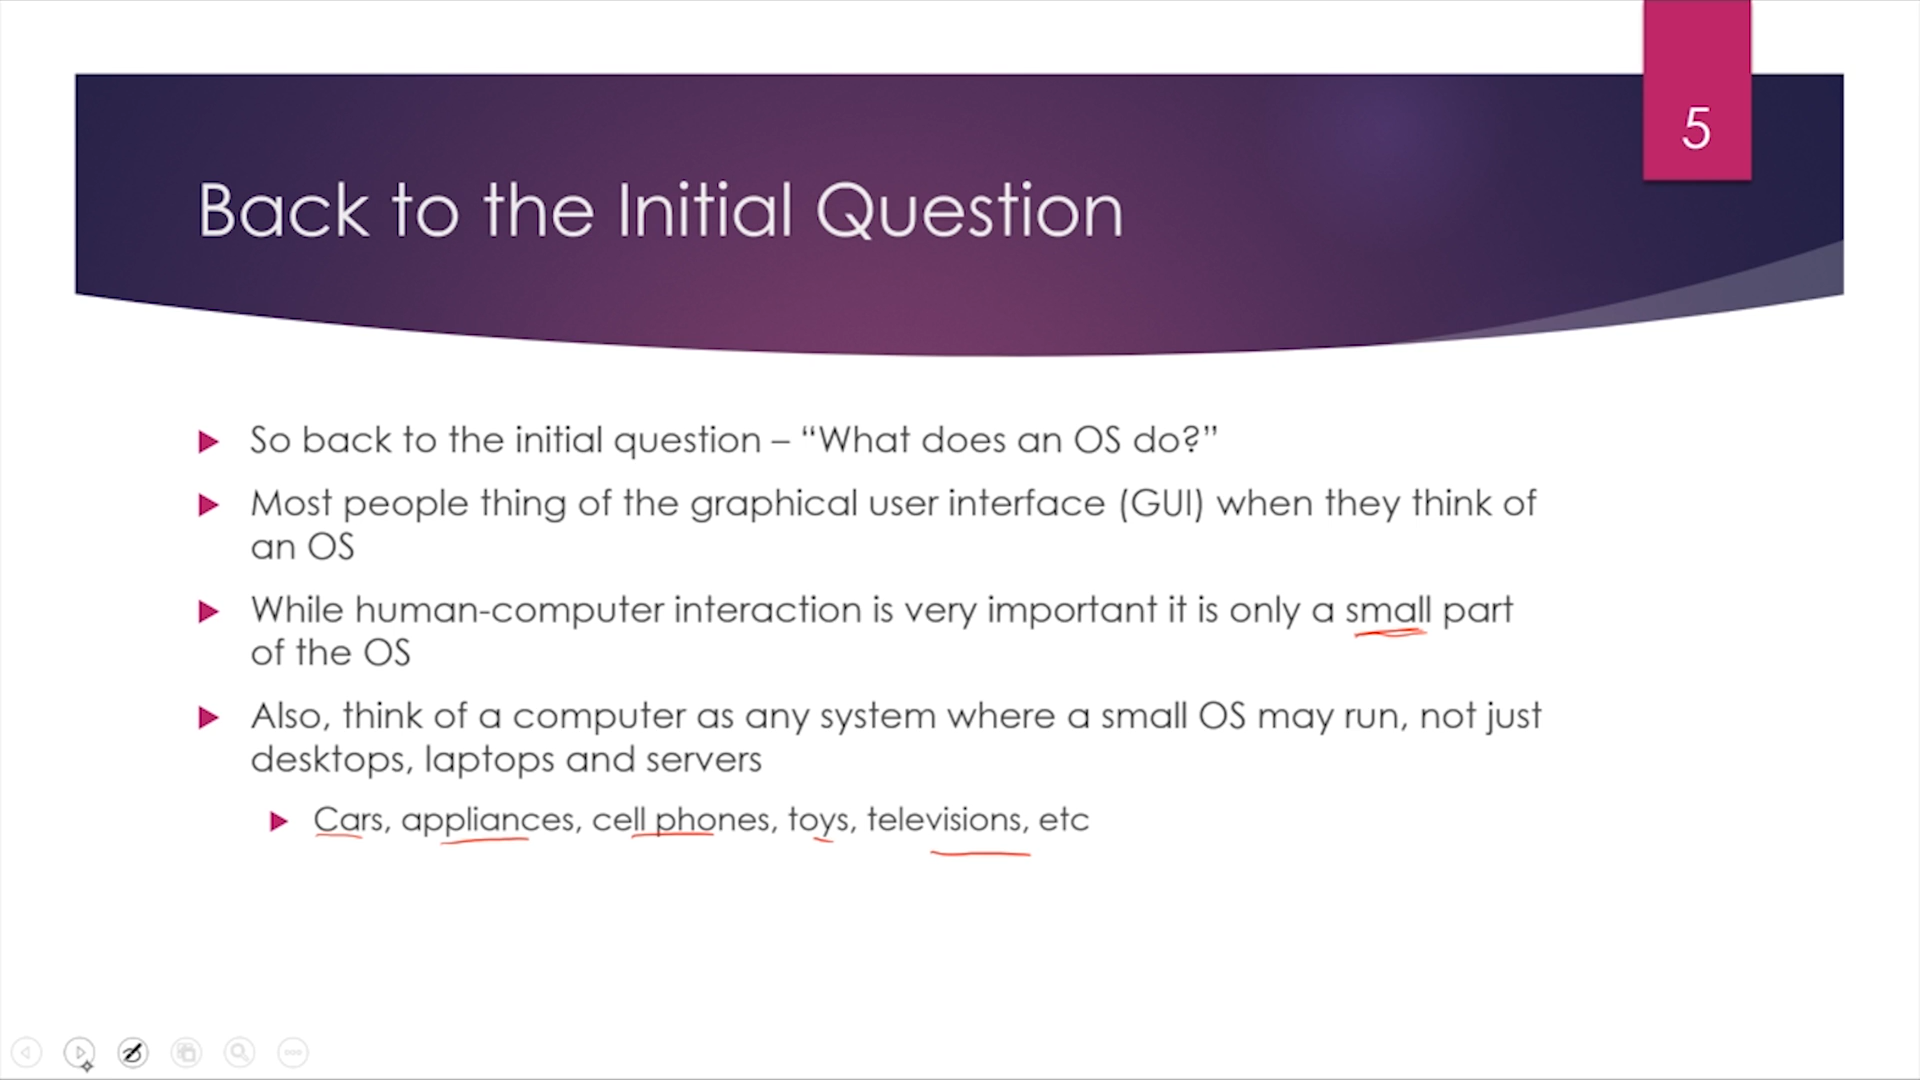 5
Back to the Initial Question
So back to the initial question – “What does an OS do?”
Most people thing of the graphical user interface (GUI) when they think of
an OS
While human-computer interaction is very important it is only a small part
of the OS
Also, think of a computer as any system where a small OS may run, not just
desktops, laptops and servers
Cars, appliances, cell phones, toys, televisions, etc